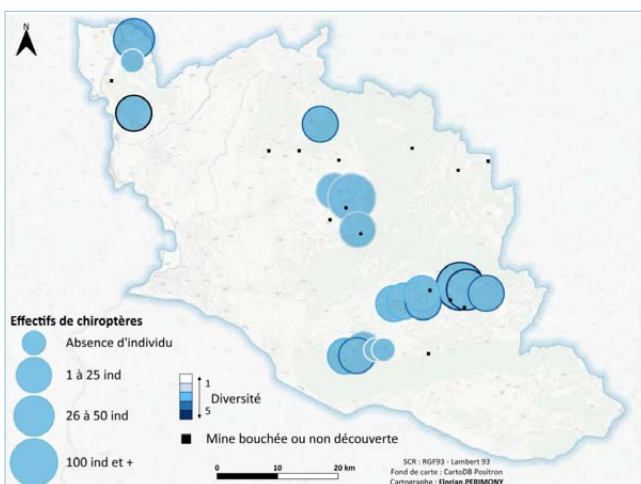 N
Effectifs de chiroptères
Absence d'individu
1 à 25 ind
26 à 50 ind
100 ind et +
1
Diversité
5
Mine bouchée ou non découverte
0 10 20 km
SCR : RGF93 - Lambert 93
Fond de carte : CartoDB Positron
Cartographe : Florian PERIMONY